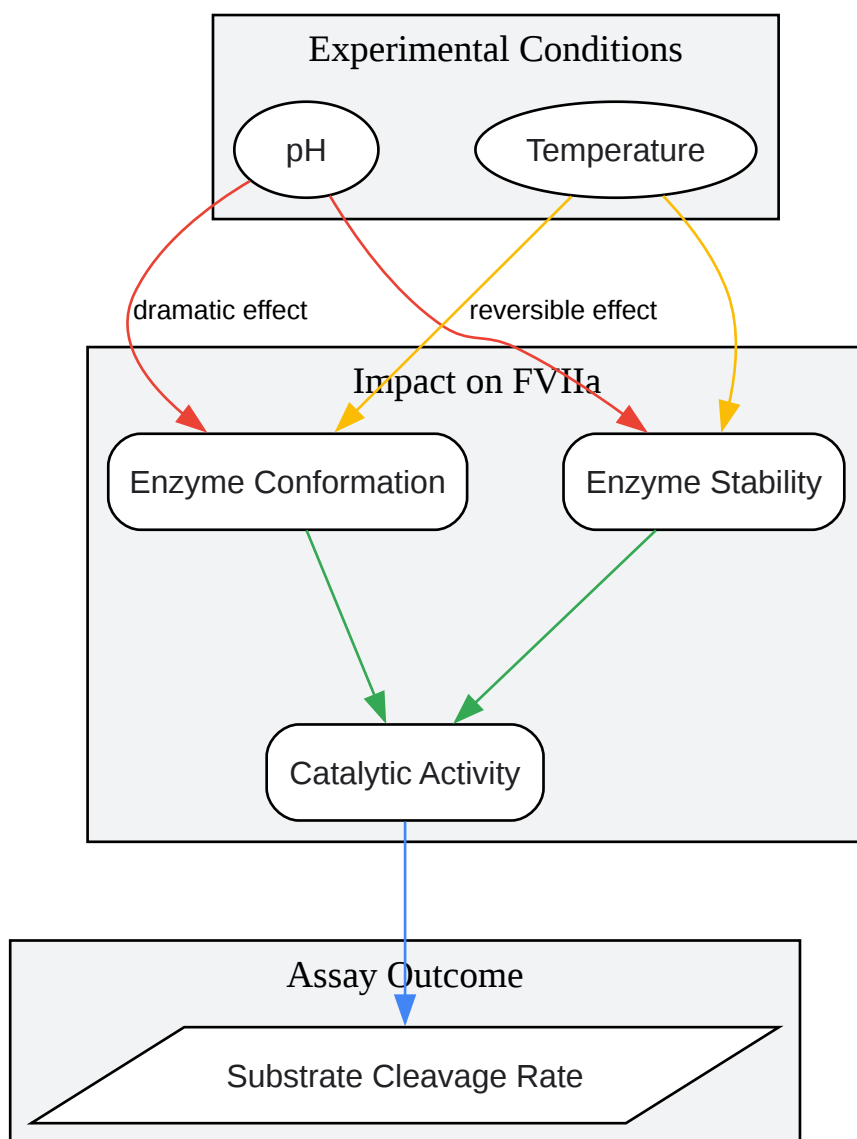 Experimental Conditions
pH
Temperature
dramatic effect
reversible effect
Impact on FVIIa
Enzyme Conformation
Enzyme Stability
Catalytic Activity
Assay Outcome
Substrate Cleavage Rate